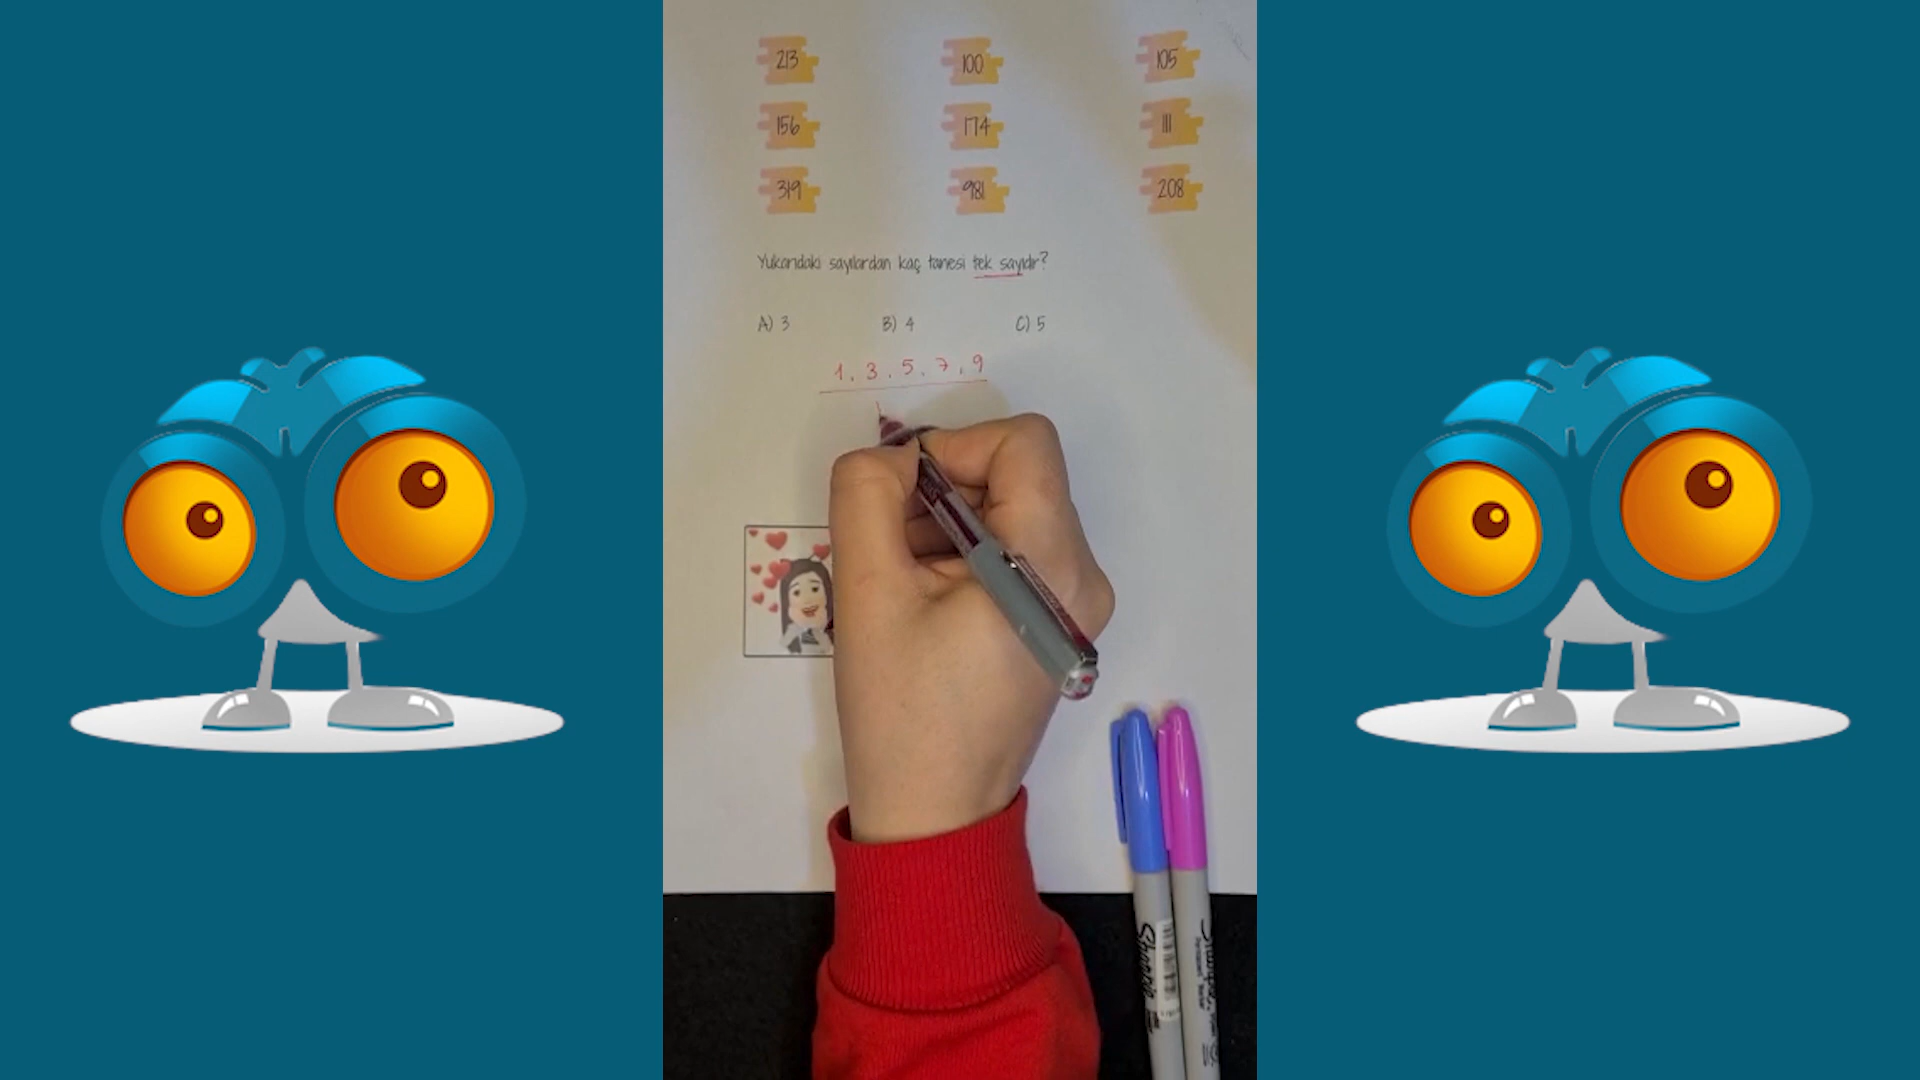 213 100 105
156 174 111
319 981 208
Yukarıdaki sayılardan kaç tanesi tek sayıdır?
A) 3 B) 4 C) 5
1, 3, 5, 7, 9
Sharpie